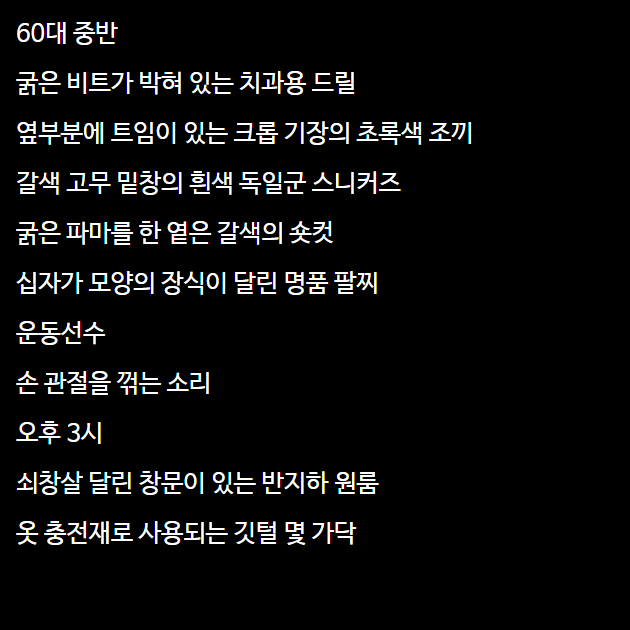 60대 중반
굵은 비트가 박혀 있는 치과용 드릴
옆부분에 트임이 있는 크롭 기장의 초록색 조끼
갈색 고무 밑창의 흰색 독일군 스니커즈
굵은 파마를 한 옅은 갈색의 숏컷
십자가 모양의 장식이 달린 명품 팔찌
운동선수
손 관절을 꺾는 소리
오후 3시
쇠창살 달린 창문이 있는 반지하 원룸
옷 충전재로 사용되는 깃털 몇 가닥